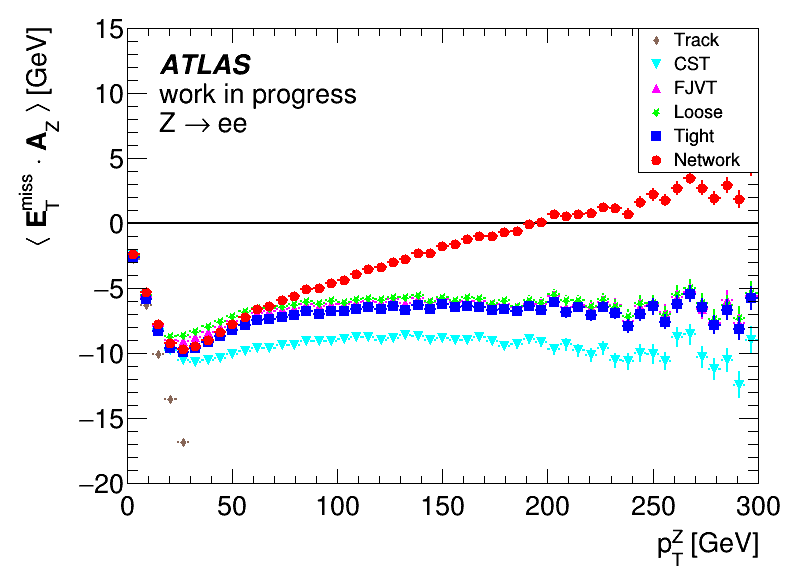 ⟨ E_T^miss · A_Z ⟩ [GeV]
15
10
5
0
−5
−10
−15
−20
ATLAS
work in progress
Z → ee
Track
CST
FJVT
Loose
Tight
Network
0 50 100 150 200 250 300
p_T^Z [GeV]